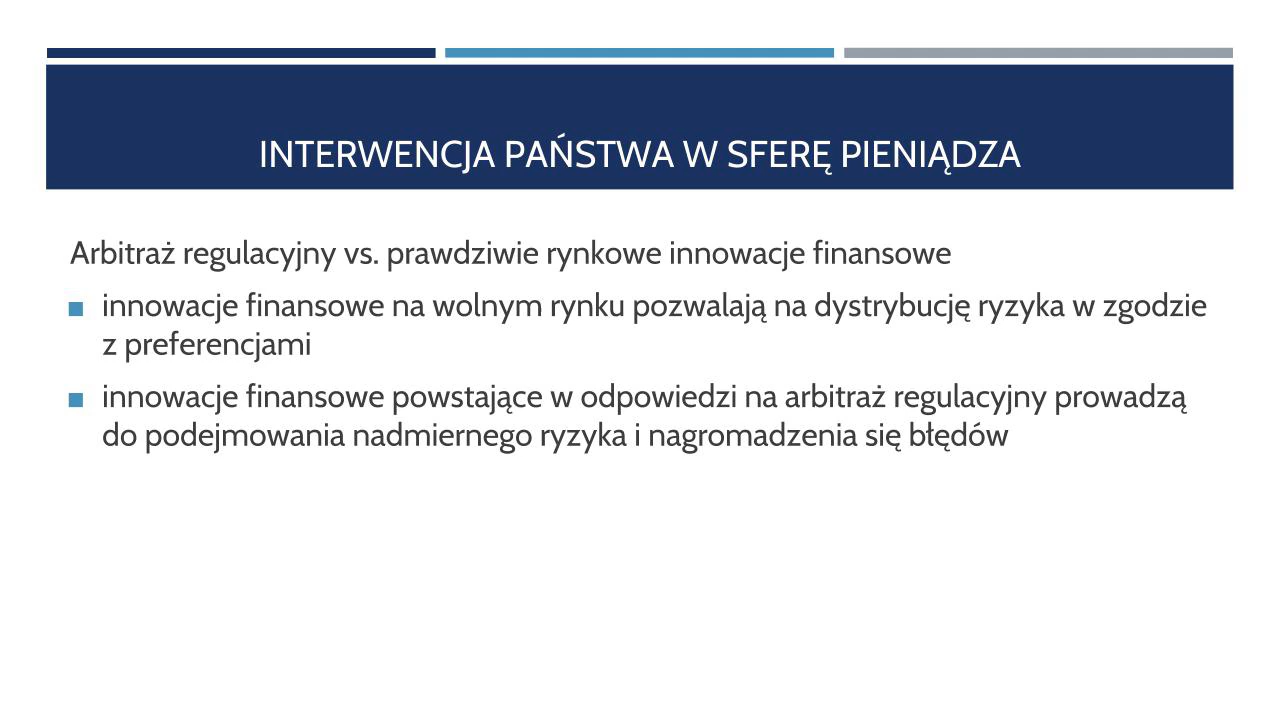 INTERWENCJA PAŃSTWA W SFERĘ PIENIĄDZA
Arbitraż regulacyjny vs. prawdziwie rynkowe innowacje finansowe
innowacje finansowe na wolnym rynku pozwalają na dystrybucję ryzyka w zgodzie
z preferencjami
innowacje finansowe powstające w odpowiedzi na arbitraż regulacyjny prowadzą
do podejmowania nadmiernego ryzyka i nagromadzenia się błędów